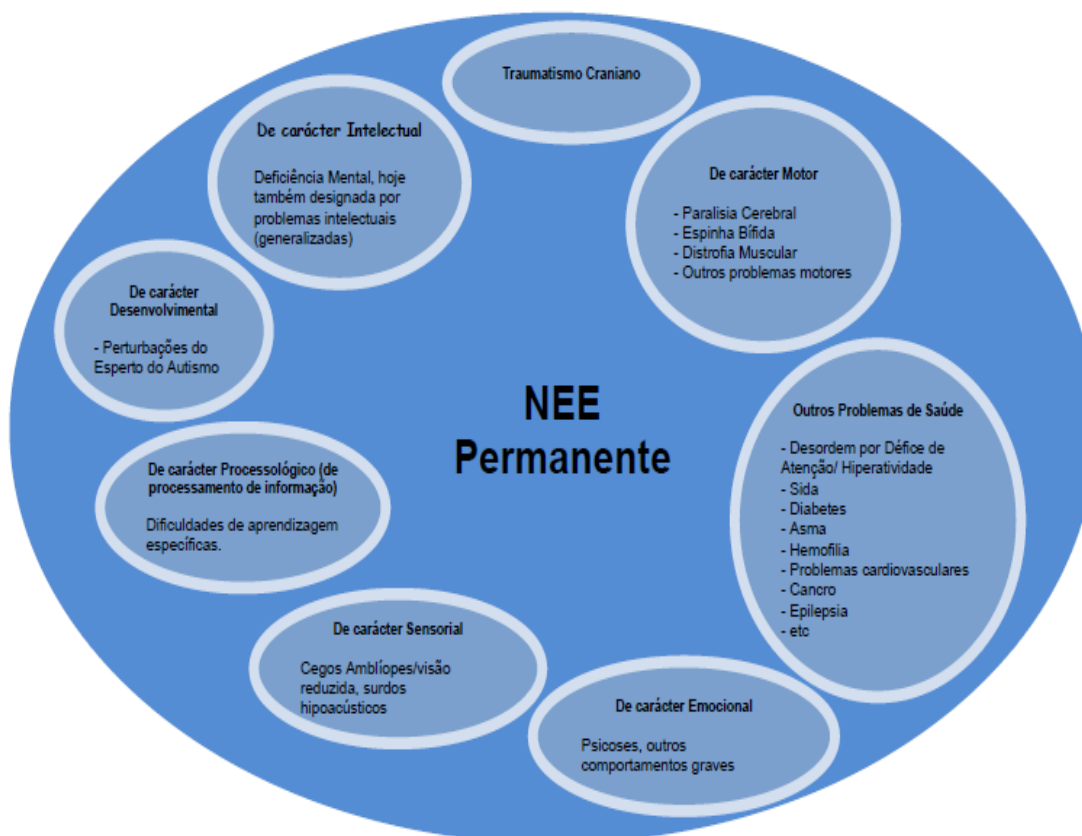 Traumatismo Craniano
De carácter Intelectual
Deficiência Mental, hoje
também designada por
problemas intelectuais
(generalizadas)
De carácter Motor
- Paralisia Cerebral
- Espinha Bífida
- Distrofia Muscular
- Outros problemas motores
De carácter
Desenvolvimental
- Perturbações do
Esperto do Autismo
NEE
Permanente
Outros Problemas de Saúde
- Desordem por Défice de
Atenção/ Hiperatividade
- Sida
- Diabetes
- Asma
- Hemofilia
- Problemas cardiovasculares
- Cancro
- Epilepsia
- etc
De carácter Processológico (de
processamento de informação)
Dificuldades de aprendizagem
específicas.
De carácter Sensorial
Cegos Amblíopes/visão
reduzida, surdos
hipoacústicos
De carácter Emocional
Psicoses, outros
comportamentos graves